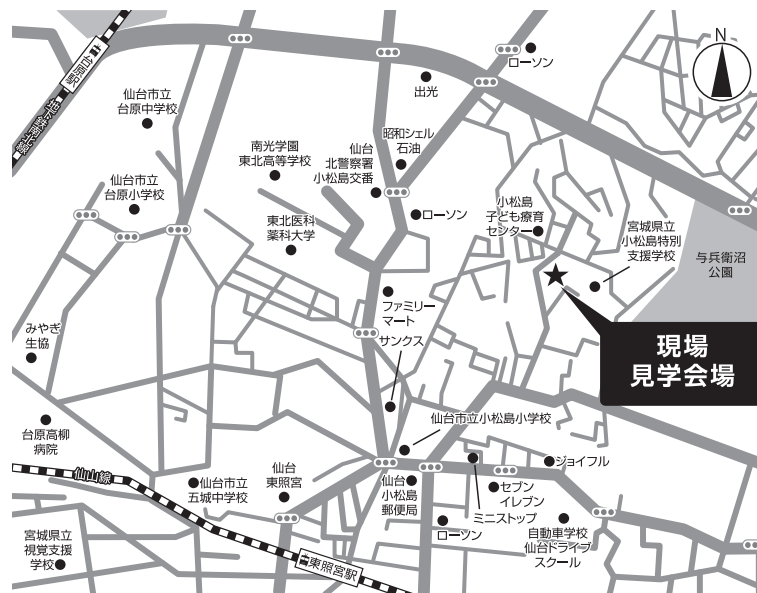 N
台原駅
地下鉄南北線
仙台市立
台原中学校
ローソン
出光
昭和シェル
石油
南光学園
東北高等学校
仙台
北警察署
小松島交番
仙台市立
台原小学校
ローソン
小松島
子ども療育
センター
宮城県立
小松島特別
支援学校
東北医科
薬科大学
与兵衛沼
公園
ファミリー
マート
サンクス
みやぎ
生協
現場
見学会場
台原高柳
病院
仙台市立小松島小学校
仙山線
仙台市立
五城中学校
仙台
東照宮
仙台
小松島
郵便局
ジョイフル
セブン
イレブン
ミニストップ
ローソン
自動車学校
仙台ドライブ
スクール
宮城県立
視覚支援
学校
東照宮駅